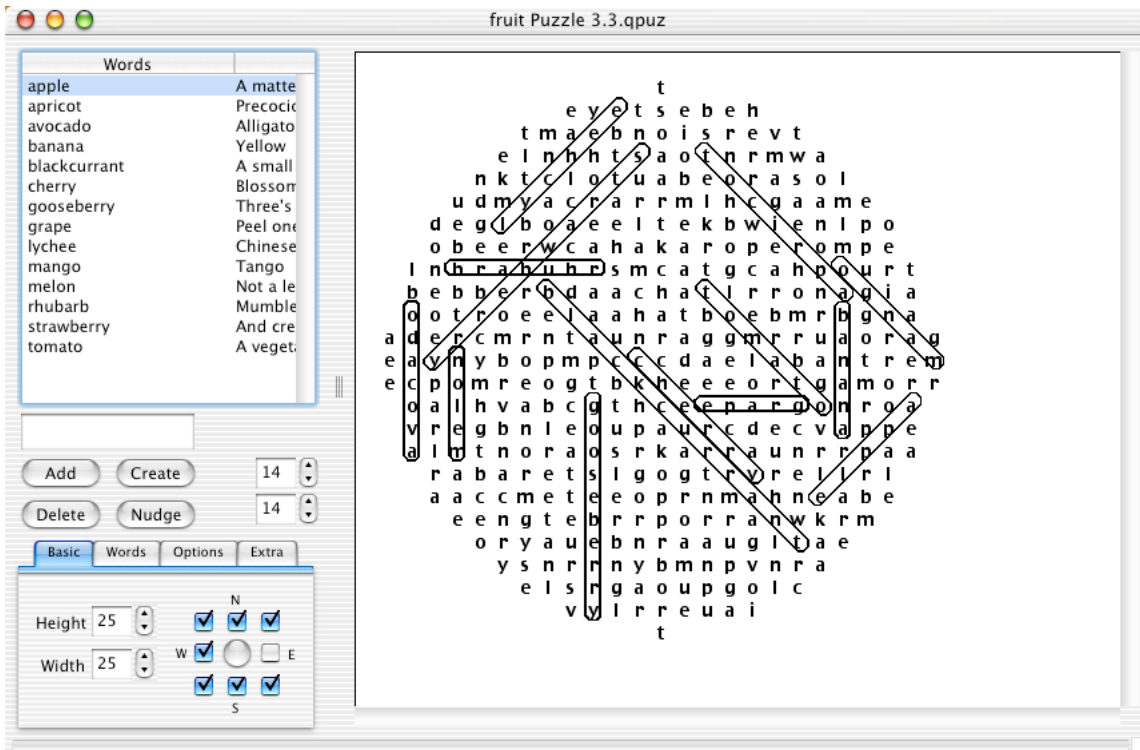 fruit Puzzle 3.3.qpuz
Words
apple A matte
apricot Precocic
avocado Alligato
banana Yellow
blackcurrant A small
cherry Blossom
gooseberry Three's
grape Peel one
lychee Chinese
mango Tango
melon Not a le
rhubarb Mumble
strawberry And cre
tomato A veget
Add Create 14
Delete Nudge 14
Basic Words Options Extra
Height 25
Width 25
N
W E
S
t
e y e t s e b e h
t m a e b n o i s r e v t
e l n h h t s a o t n r m w a
n k t c l o t u a b e o r a s o l
u d m y a c r a r r m l h c g a a m e
d e g l b o a e e l t e k b w i e n l p o
o b e e r w c a h a k a r o p e r o m p e
l n b r a h u h r s m c a t g c a h p o u r t
b e b b e r b d a a c h a t l r r o n a g i a
o o t r o e e l a a h a t b o e b m r b g n a
a d e r c m r n t a u n r a g g m r r u a o r a g
e a y n y b o p m p c c c d a e l a b a n t r e m
e c p o m r e o g t b k h e e e o r t g a m o r r
o a l h v a b c g t h c e e p a r g o n r o a
v r e g b n l e o u p a u r c d e c v a p p e
a l m t n o r a o s r k a r r a u n r r p a a
r a b a r e t s l g o g t r y r e l l r l
a a c c m e t e e o p r n m a h n e a b e
e e n g t e b r r p o r r a n w k r m
o r y a u e b n r a a u g l t a e
y s n r r n y b m n p v n r a
e l s r g a o u p g o l c
v y l r r e u a i
t